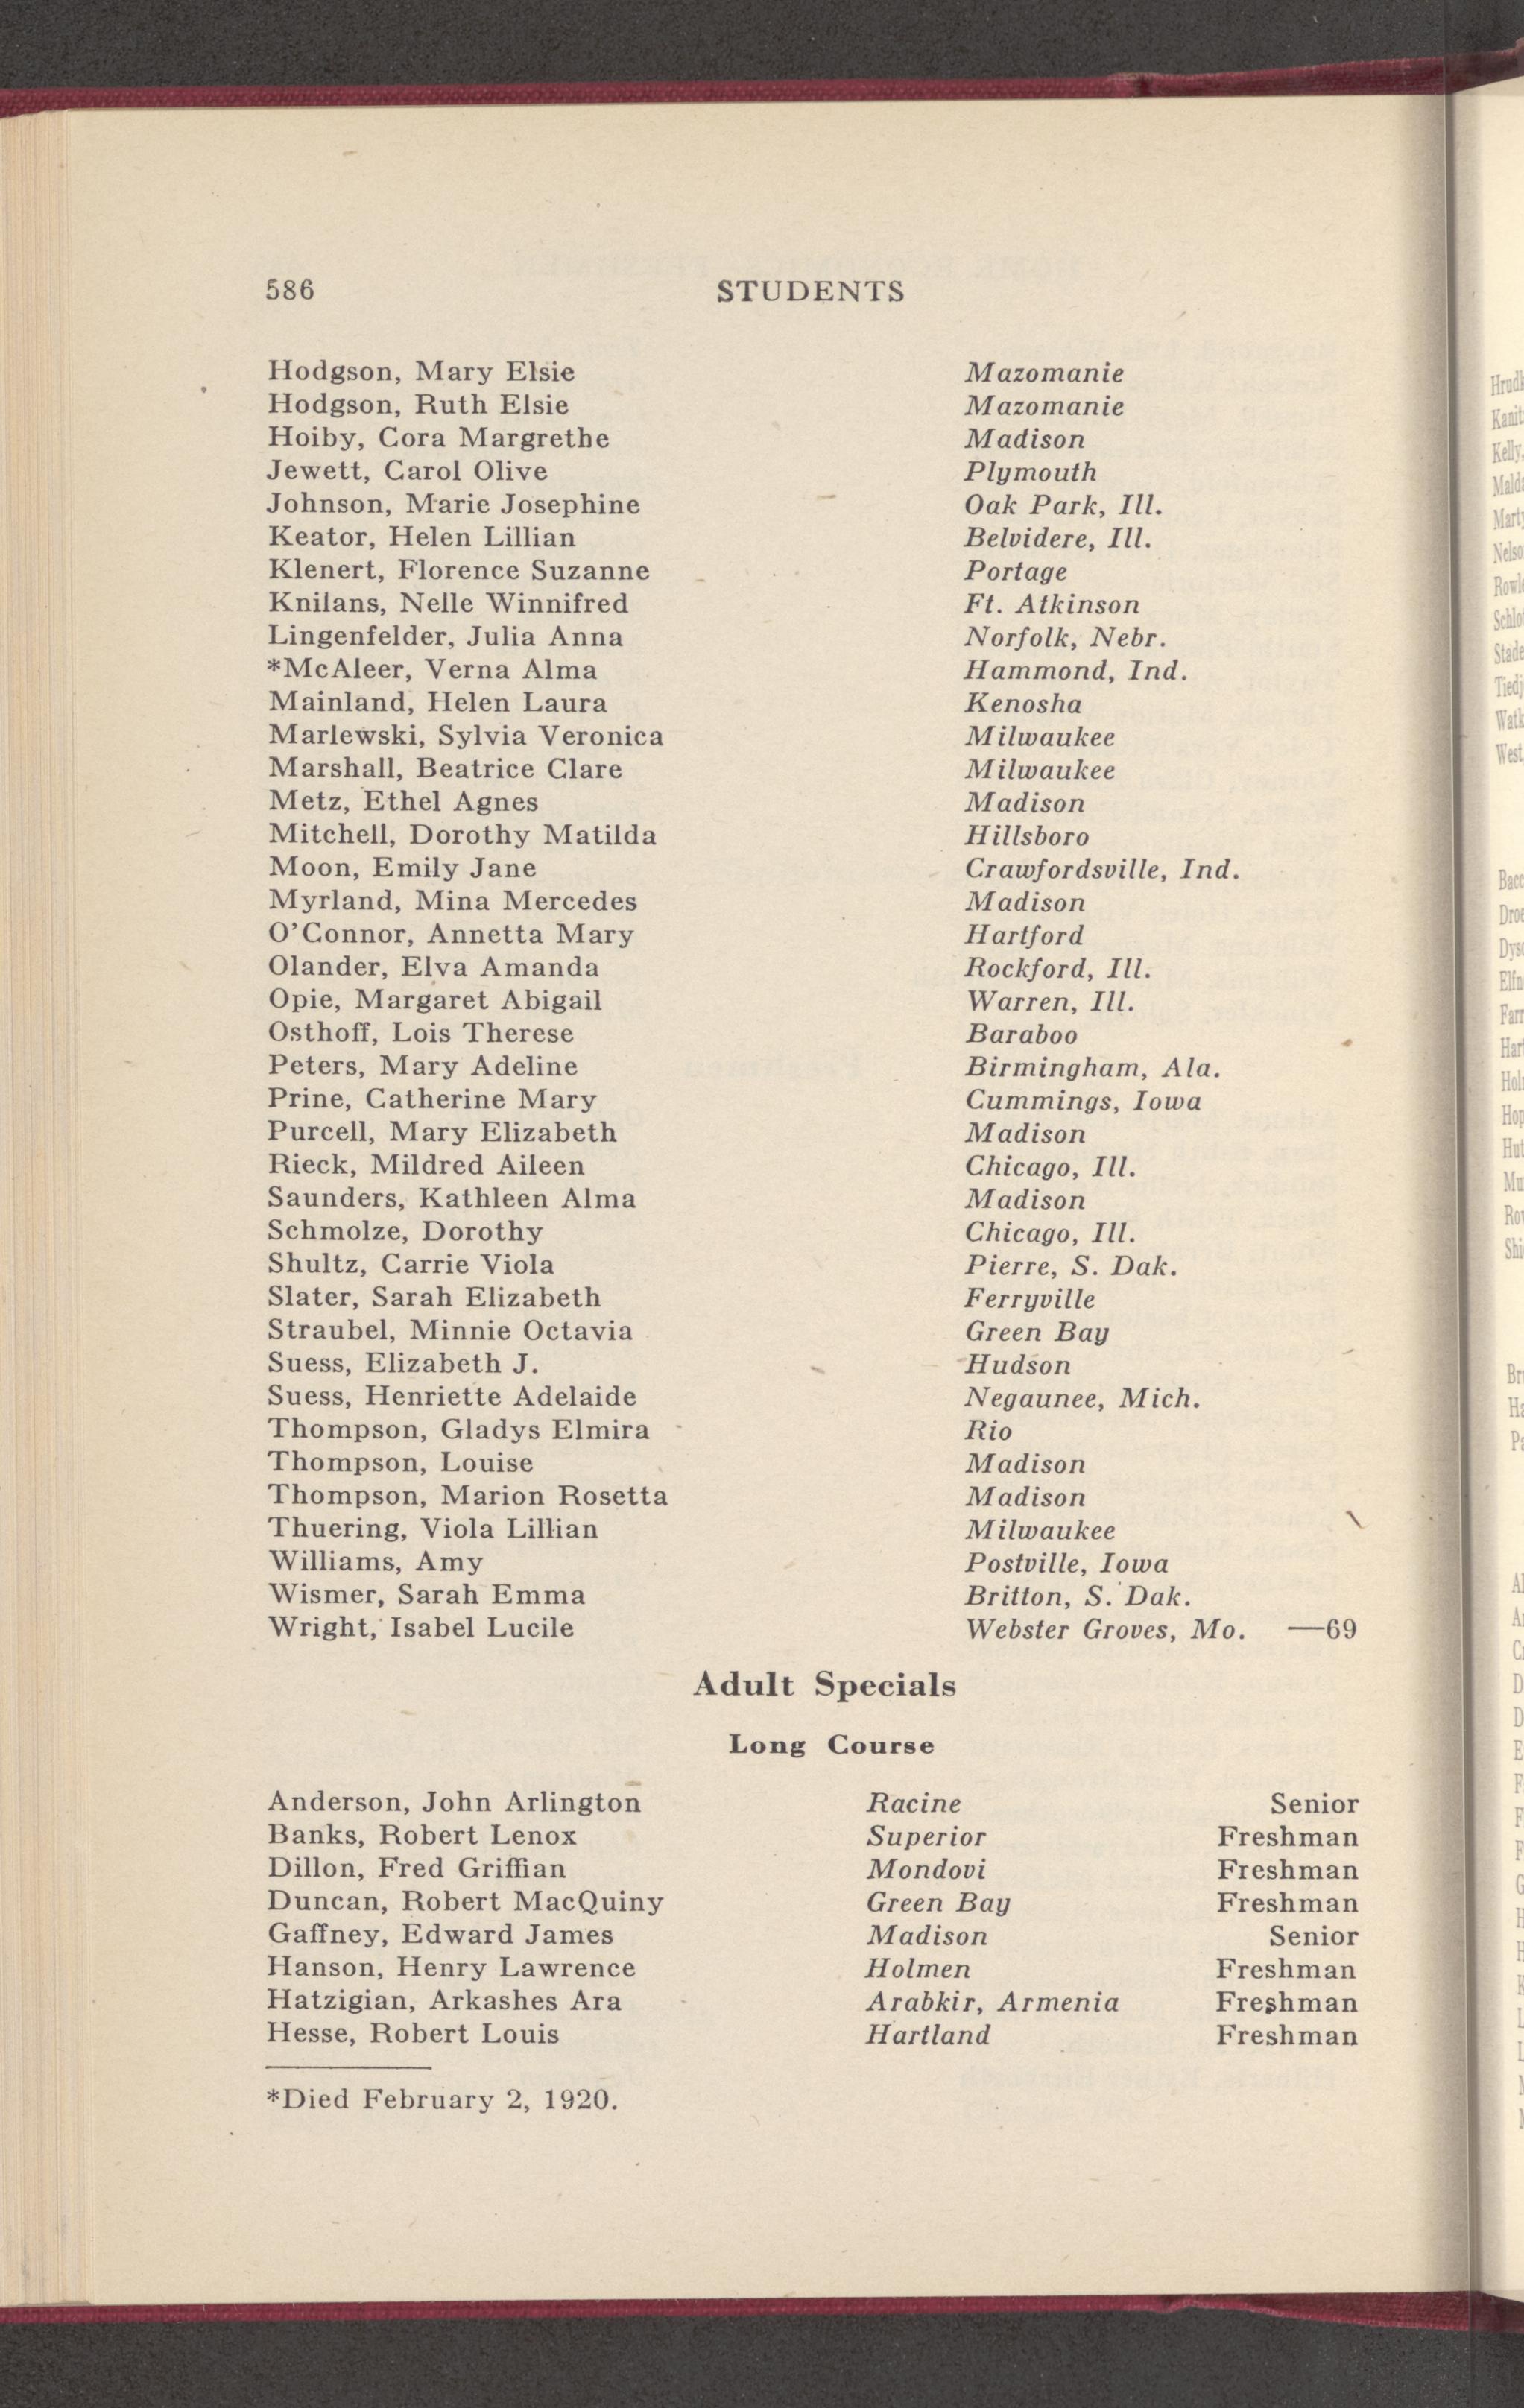 586 STUDENTS
Hodgson, Mary Elsie Mazomanie
Hodgson, Ruth Elsie Mazomanie
Hoiby, Cora Margrethe Madison
Jewett, Carol Olive Plymouth
Johnson, Marie Josephine Oak Park, Ill.
Keator, Helen Lillian Belvidere, Ill.
Klenert, Florence Suzanne Portage
Knilans, Nelle Winnifred Ft. Atkinson
Lingenfelder, Julia Anna Norfolk, Nebr.
*McAleer, Verna Alma Hammond, Ind.
Mainland, Helen Laura Kenosha
Marlewski, Sylvia Veronica Milwaukee
Marshall, Beatrice Clare Milwaukee
Metz, Ethel Agnes Madison
Mitchell, Dorothy Matilda Hillsboro
Moon, Emily Jane Crawfordsville, Ind.
Myrland, Mina Mercedes Madison
O'Connor, Annetta Mary Hartford
Olander, Elva Amanda Rockford, Ill.
Opie, Margaret Abigail Warren, Ill.
Osthoff, Lois Therese Baraboo
Peters, Mary Adeline Birmingham, Ala.
Prine, Catherine Mary Cummings, Iowa
Purcell, Mary Elizabeth Madison
Rieck, Mildred Aileen Chicago, Ill.
Saunders, Kathleen Alma Madison
Schmolze, Dorothy Chicago, Ill.
Shultz, Carrie Viola Pierre, S. Dak.
Slater, Sarah Elizabeth Ferryville
Straubel, Minnie Octavia Green Bay
Suess, Elizabeth J. Hudson
Suess, Henriette Adelaide Negaunee, Mich.
Thompson, Gladys Elmira Rio
Thompson, Louise Madison
Thompson, Marion Rosetta Madison
Thuering, Viola Lillian Milwaukee
Williams, Amy Postville, Iowa
Wismer, Sarah Emma Britton, S. Dak.
Wright, Isabel Lucile Webster Groves, Mo. —69
Adult Specials
Long Course
Anderson, John Arlington Racine Senior
Banks, Robert Lenox Superior Freshman
Dillon, Fred Griffian Mondovi Freshman
Duncan, Robert MacQuiny Green Bay Freshman
Gaffney, Edward James Madison Senior
Hanson, Henry Lawrence Holmen Freshman
Hatzigian, Arkashes Ara Arabkir, Armenia Freshman
Hesse, Robert Louis Hartland Freshman
*Died February 2, 1920.